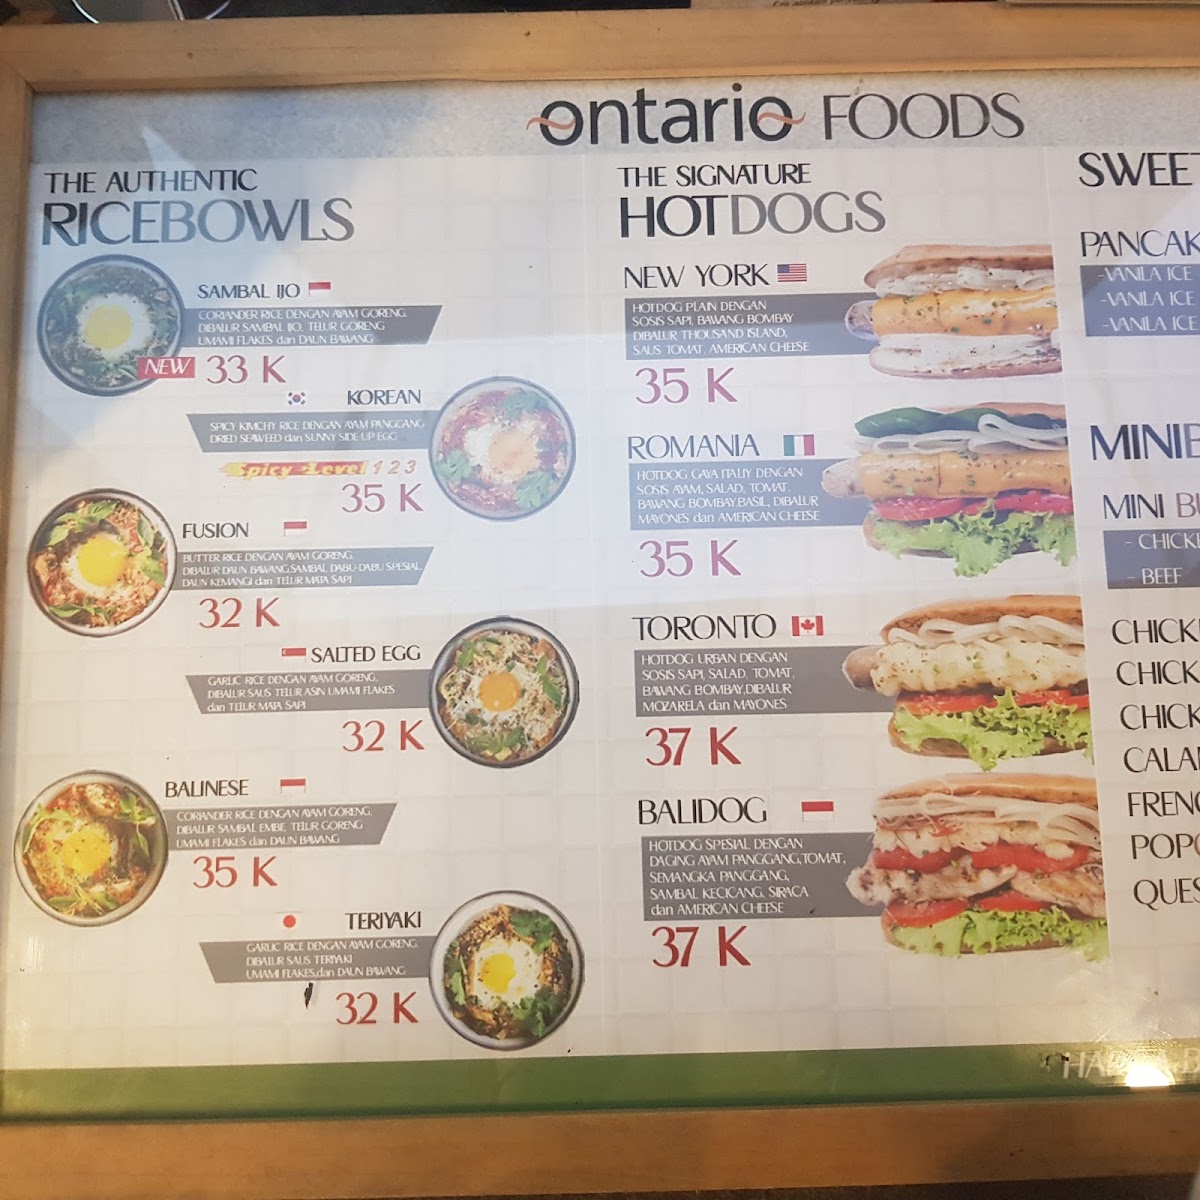 ontario FOODS
THE AUTHENTIC
RICEBOWLS
SAMBAL IJO
CORIANDER RICE DENGAN AYAM GORENG,
DIBALUR SAMBAL IJO, TELUR GORENG
UMAMI FLAKES dan DAUN BAWANG
NEW 33 K
KOREAN
SPICY KIMCHY RICE DENGAN AYAM PANGGANG
DRIED SEAWEED dan SUNNY SIDE UP EGG
Spicy Level 1 2 3
35 K
FUSION
BUTTER RICE DENGAN AYAM GORENG,
DIBALUR DAUN BAWANG,SAMBAL DABU-DABU SPESIAL,
DAUN KEMANGI dan TELUR MATA SAPI
32 K
SALTED EGG
GARLIC RICE DENGAN AYAM GORENG,
DIBALUR SAUS TELUR ASIN UMAMI FLAKES
dan TELUR MATA SAPI
32 K
BALINESE
CORIANDER RICE DENGAN AYAM GORENG,
DIBALUR SAMBAL EMBE, TELUR GORENG
UMAMI FLAKES dan DAUN BAWANG
35 K
TERIYAKI
GARLIC RICE DENGAN AYAM GORENG,
DIBALUR SAUS TERIYAKI
UMAMI FLAKES,dan DAUN BAWANG
32 K
THE SIGNATURE
HOTDOGS
NEW YORK
HOTDOG PLAIN DENGAN
SOSIS SAPI, BAWANG BOMBAY
DIBALUR THOUSAND ISLAND,
SAUS TOMAT, AMERICAN CHEESE
35 K
ROMANIA
HOTDOG GAYA ITALIY DENGAN
SOSIS AYAM, SALAD, TOMAT,
BAWANG BOMBAY,BASIL, DIBALUR
MAYONES dan AMERICAN CHEESE
35 K
TORONTO
HOTDOG URBAN DENGAN
SOSIS SAPI, SALAD, TOMAT,
BAWANG BOMBAY,DIBALUR
MOZARELA dan MAYONES
37 K
BALIDOG
HOTDOG SPESIAL DENGAN
DAGING AYAM PANGGANG,TOMAT,
SEMANGKA PANGGANG,
SAMBAL KECICANG, SIRACA
dan AMERICAN CHEESE
37 K
SWEET
PANCAK
-VANILA ICE
-VANILA ICE
-VANILA ICE
MINIB
MINI BU
- CHICKE
- BEEF
CHICKE
CHICK
CHICK
CALA
FRENC
POPC
QUES